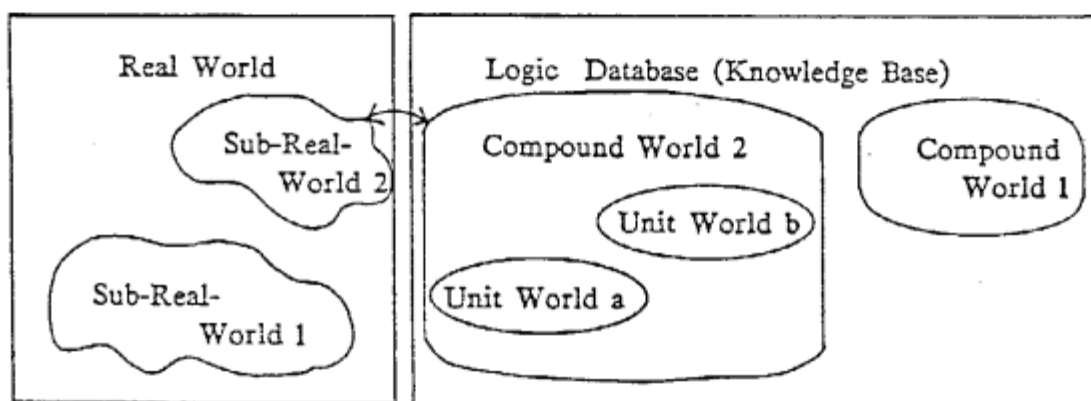 Real World
Sub-Real-
World 2
Sub-Real-
World 1
Logic Database (Knowledge Base)
Compound World 2
Unit World b
Unit World a
Compound
World 1